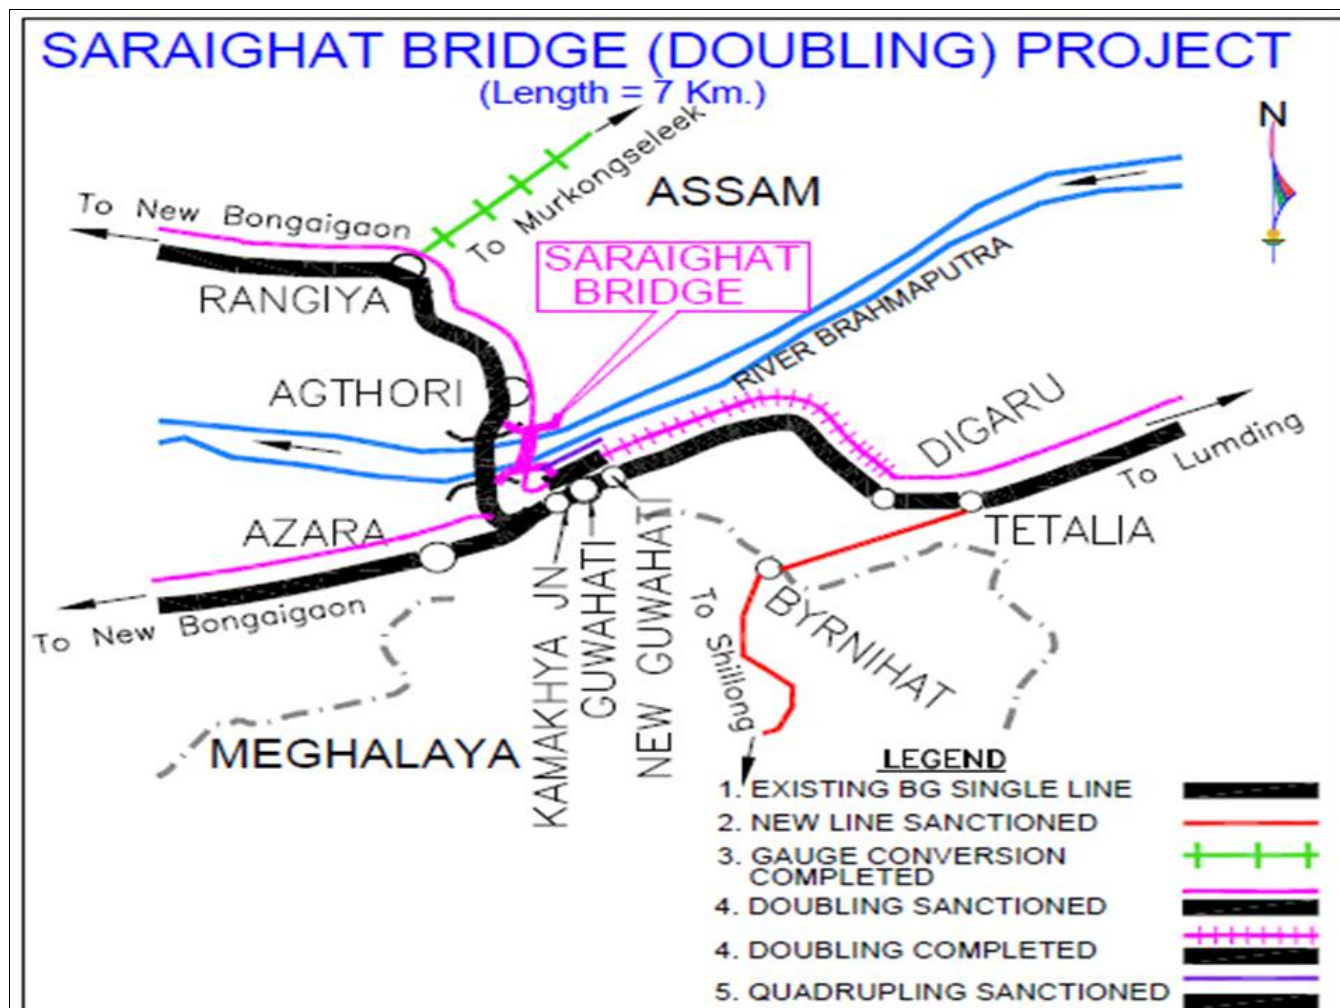 SARAIGHAT BRIDGE (DOUBLING) PROJECT
(Length = 7 Km.)
N
To Murkongseleek
ASSAM
To New Bongaigaon
SARAIGHAT
BRIDGE
RANGIYA
RIVER BRAHMAPUTRA
AGTHORI
DIGARU
To Lumding
AZARA
TETALIA
To New Bongaigaon
KAMAKHYA JN
GUWAHATI
NEW GUWAHATI
To Shillong
BYRNIHAT
MEGHALAYA
LEGEND
1. EXISTING BG SINGLE LINE
2. NEW LINE SANCTIONED
3. GAUGE CONVERSION
COMPLETED
4. DOUBLING SANCTIONED
4. DOUBLING COMPLETED
5. QUADRUPLING SANCTIONED